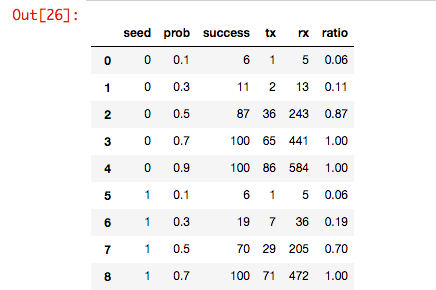 Out[26]:
seed prob success tx rx ratio
0 0 0.1 6 1 5 0.06
1 0 0.3 11 2 13 0.11
2 0 0.5 87 36 243 0.87
3 0 0.7 100 65 441 1.00
4 0 0.9 100 86 584 1.00
5 1 0.1 6 1 5 0.06
6 1 0.3 19 7 36 0.19
7 1 0.5 70 29 205 0.70
8 1 0.7 100 71 472 1.00